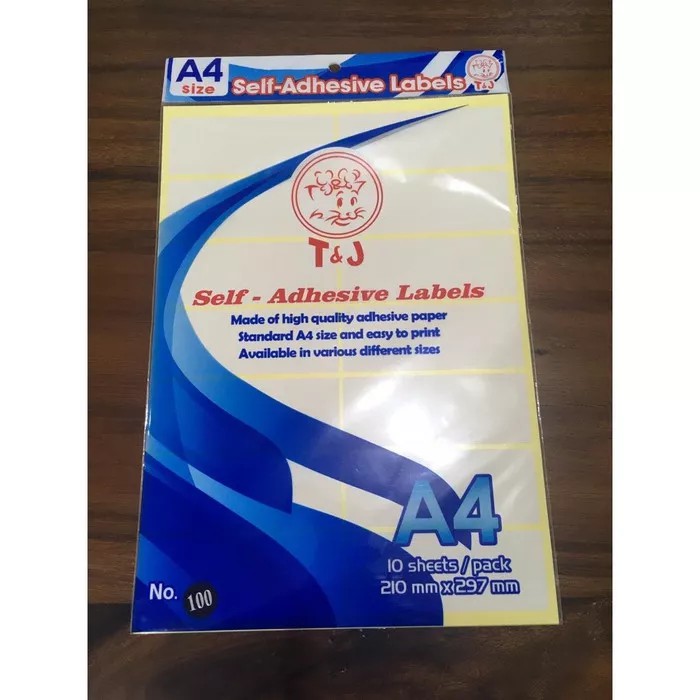 A4
size
Self-Adhesive Labels
T&J
T&J
Self - Adhesive Labels
Made of high quality adhesive paper
Standard A4 size and easy to print
Available in various different sizes
A4
10 sheets / pack
210 mm x 297 mm
No. 100